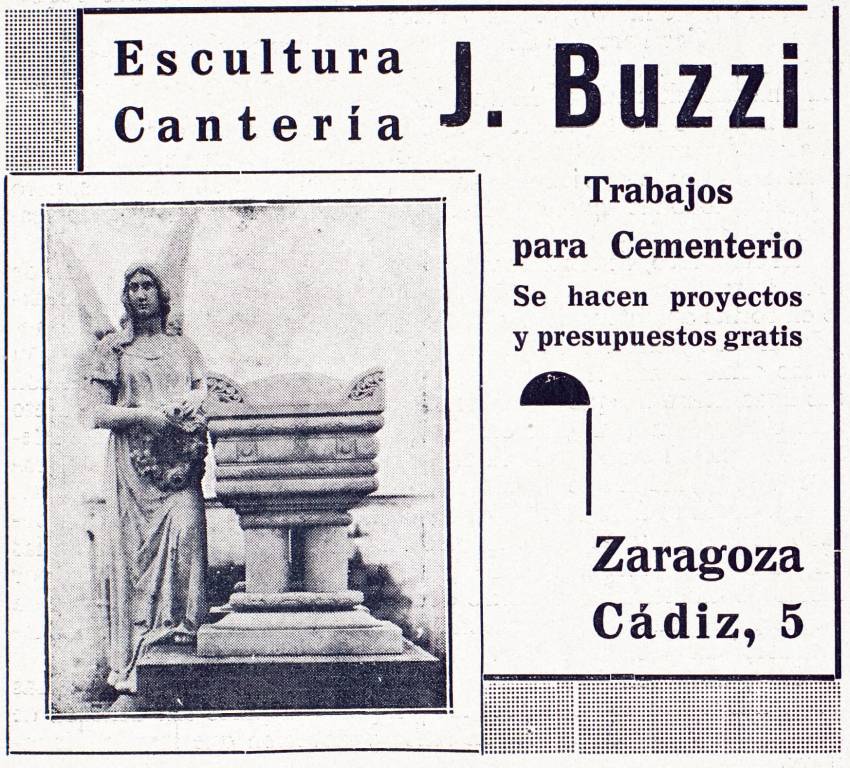 Escultura
Cantería
J. Buzzi
Trabajos
para Cementerio
Se hacen proyectos
y presupuestos gratis
Zaragoza
Cádiz, 5